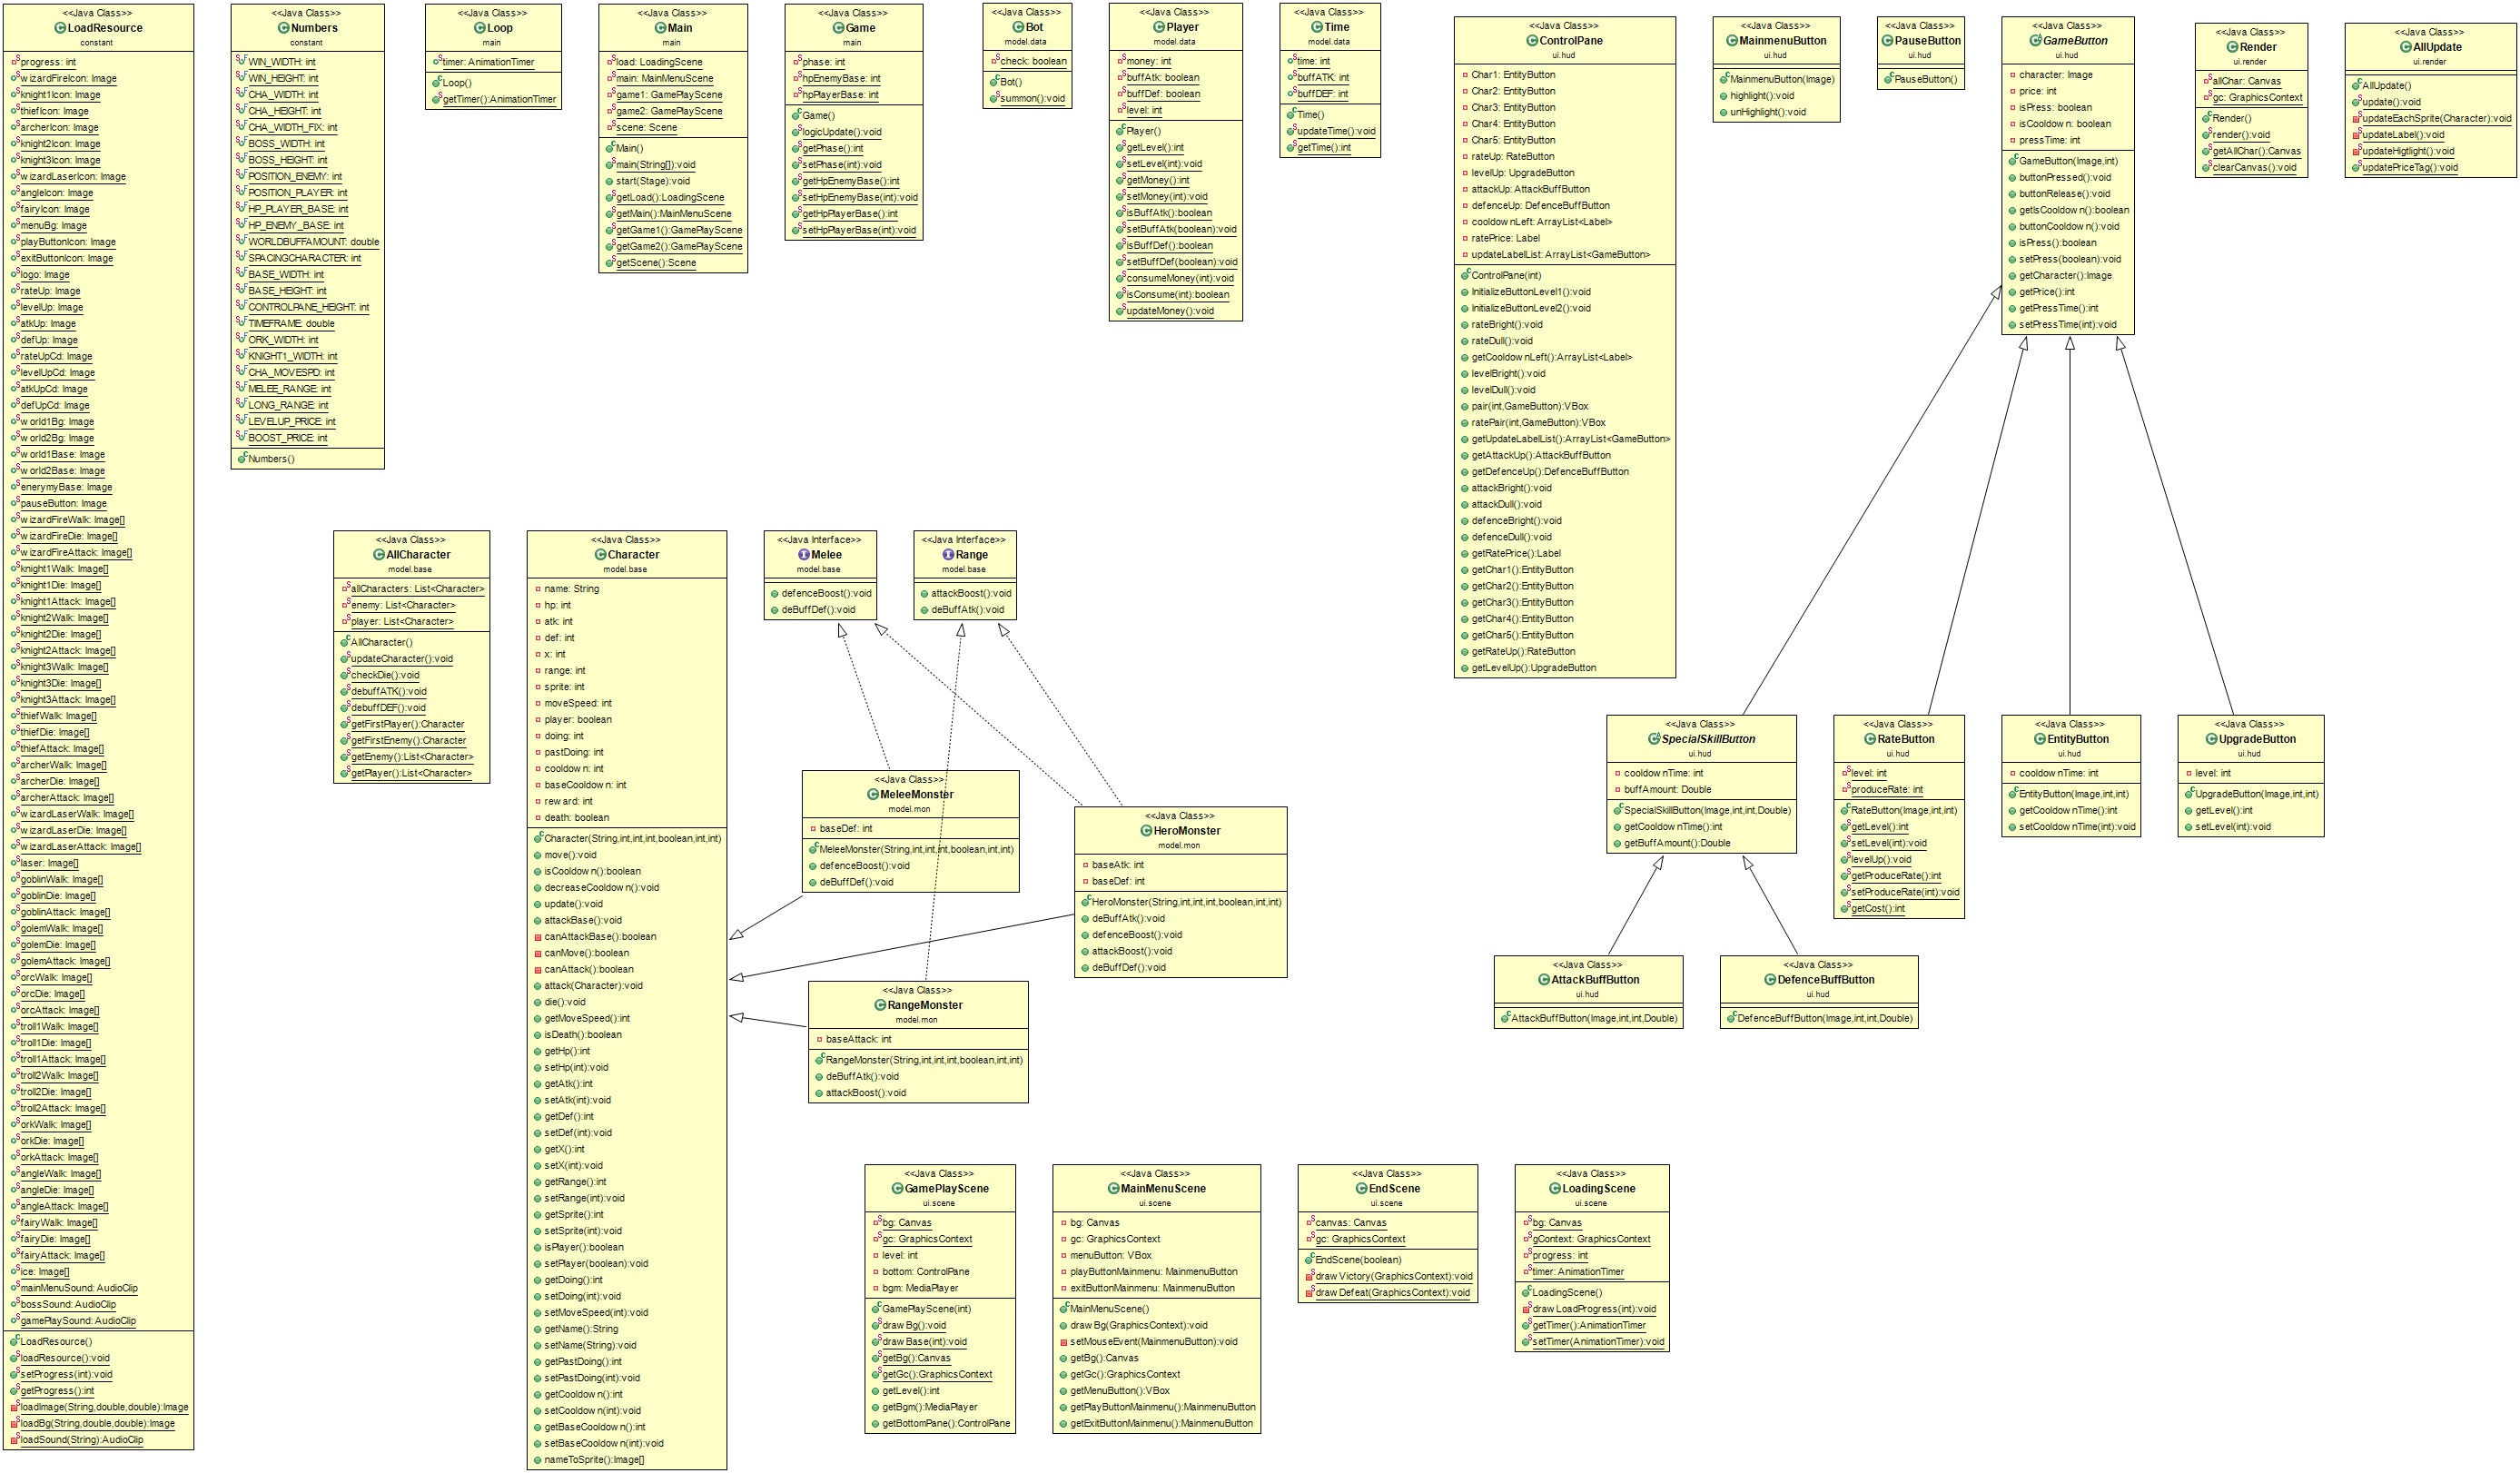 <<Java Class>>
LoadResource
constant
progress: int
wizardFireIcon: Image
knight1Icon: Image
thiefIcon: Image
archerIcon: Image
knight2Icon: Image
knight3Icon: Image
wizardLaserIcon: Image
angleIcon: Image
fairyIcon: Image
menuBg: Image
playButtonIcon: Image
exitButtonIcon: Image
logo: Image
rateUp: Image
levelUp: Image
atkUp: Image
defUp: Image
rateUpCd: Image
levelUpCd: Image
atkUpCd: Image
defUpCd: Image
world1Bg: Image
world2Bg: Image
world1Base: Image
world2Base: Image
enerymyBase: Image
pauseButton: Image
wizardFireWalk: Image[]
wizardFireDie: Image[]
wizardFireAttack: Image[]
knight1Walk: Image[]
knight1Die: Image[]
knight1Attack: Image[]
knight2Walk: Image[]
knight2Die: Image[]
knight2Attack: Image[]
knight3Walk: Image[]
knight3Die: Image[]
knight3Attack: Image[]
thiefWalk: Image[]
thiefDie: Image[]
thiefAttack: Image[]
archerWalk: Image[]
archerDie: Image[]
archerAttack: Image[]
wizardLaserWalk: Image[]
wizardLaserDie: Image[]
wizardLaserAttack: Image[]
laser: Image[]
goblinWalk: Image[]
goblinDie: Image[]
goblinAttack: Image[]
golemWalk: Image[]
golemDie: Image[]
golemAttack: Image[]
orcWalk: Image[]
orcDie: Image[]
orcAttack: Image[]
troll1Walk: Image[]
troll1Die: Image[]
troll1Attack: Image[]
troll2Walk: Image[]
troll2Die: Image[]
troll2Attack: Image[]
orkWalk: Image[]
orkDie: Image[]
orkAttack: Image[]
angleWalk: Image[]
angleDie: Image[]
angleAttack: Image[]
fairyWalk: Image[]
fairyDie: Image[]
fairyAttack: Image[]
ice: Image[]
mainMenuSound: AudioClip
bossSound: AudioClip
gamePlaySound: AudioClip
LoadResource()
loadResource():void
setProgress(int):void
getProgress():int
loadImage(String,double,double):Image
loadBg(String,double,double):Image
loadSound(String):AudioClip
<<Java Class>>
Numbers
constant
WIN_WIDTH: int
WIN_HEIGHT: int
CHA_WIDTH: int
CHA_HEIGHT: int
CHA_WIDTH_FIX: int
BOSS_WIDTH: int
BOSS_HEIGHT: int
POSITION_ENEMY: int
POSITION_PLAYER: int
HP_PLAYER_BASE: int
HP_ENEMY_BASE: int
WORLDBUFFAMOUNT: double
SPACINGCHARACTER: int
BASE_WIDTH: int
BASE_HEIGHT: int
CONTROLPANE_HEIGHT: int
TIMEFRAME: double
ORK_WIDTH: int
KNIGHT1_WIDTH: int
CHA_MOVESPD: int
MELEE_RANGE: int
LONG_RANGE: int
LEVELUP_PRICE: int
BOOST_PRICE: int
Numbers()
<<Java Class>>
Loop
main
timer: AnimationTimer
Loop()
getTimer():AnimationTimer
<<Java Class>>
Main
main
load: LoadingScene
main: MainMenuScene
game1: GamePlayScene
game2: GamePlayScene
scene: Scene
Main()
main(String[]):void
start(Stage):void
getLoad():LoadingScene
getMain():MainMenuScene
getGame1():GamePlayScene
getGame2():GamePlayScene
getScene():Scene
<<Java Class>>
Game
main
phase: int
hpEnemyBase: int
hpPlayerBase: int
Game()
logicUpdate():void
getPhase():int
setPhase(int):void
getHpEnemyBase():int
setHpEnemyBase(int):void
getHpPlayerBase():int
setHpPlayerBase(int):void
<<Java Class>>
Bot
model.data
check: boolean
Bot()
summon():void
<<Java Class>>
Player
model.data
money: int
buffAtk: boolean
buffDef: boolean
level: int
Player()
getLevel():int
setLevel(int):void
getMoney():int
setMoney(int):void
isBuffAtk():boolean
setBuffAtk(boolean):void
isBuffDef():boolean
setBuffDef(boolean):void
consumeMoney(int):void
isConsume(int):boolean
updateMoney():void
<<Java Class>>
Time
model.data
time: int
buffATK: int
buffDEF: int
Time()
updateTime():void
getTime():int
<<Java Class>>
ControlPane
ui.hud
Char1: EntityButton
Char2: EntityButton
Char3: EntityButton
Char4: EntityButton
Char5: EntityButton
rateUp: RateButton
levelUp: UpgradeButton
attackUp: AttackBuffButton
defenceUp: DefenceBuffButton
cooldownLeft: ArrayList<Label>
ratePrice: Label
updateLabelList: ArrayList<GameButton>
ControlPane(int)
InitializeButtonLevel1():void
InitializeButtonLevel2():void
rateBright():void
rateDull():void
getCooldownLeft():ArrayList<Label>
levelBright():void
levelDull():void
pair(int,GameButton):VBox
ratePair(int,GameButton):VBox
getUpdateLabelList():ArrayList<GameButton>
getAttackUp():AttackBuffButton
getDefenceUp():DefenceBuffButton
attackBright():void
attackDull():void
defenceBright():void
defenceDull():void
getRatePrice():Label
getChar1():EntityButton
getChar2():EntityButton
getChar3():EntityButton
getChar4():EntityButton
getChar5():EntityButton
getRateUp():RateButton
getLevelUp():UpgradeButton
<<Java Class>>
MainmenuButton
ui.hud
MainmenuButton(Image)
highlight():void
unHighlight():void
<<Java Class>>
PauseButton
ui.hud
PauseButton()
<<Java Class>>
GameButton
ui.hud
character: Image
price: int
isPress: boolean
isCooldown: boolean
pressTime: int
GameButton(Image,int)
buttonPressed():void
buttonRelease():void
getIsCooldown():boolean
buttonCooldown():void
isPress():boolean
setPress(boolean):void
getCharacter():Image
getPrice():int
getPressTime():int
setPressTime(int):void
<<Java Class>>
Render
ui.render
allChar: Canvas
gc: GraphicsContext
Render()
render():void
getAllChar():Canvas
clearCanvas():void
<<Java Class>>
AllUpdate
ui.render
AllUpdate()
update():void
updateEachSprite(Character):void
updateLabel():void
updateHigtlight():void
updatePriceTag():void
<<Java Class>>
AllCharacter
model.base
allCharacters: List<Character>
enemy: List<Character>
player: List<Character>
AllCharacter()
updateCharacter():void
checkDie():void
debuffATK():void
debuffDEF():void
getFirstPlayer():Character
getFirstEnemy():Character
getEnemy():List<Character>
getPlayer():List<Character>
<<Java Class>>
Character
model.base
name: String
hp: int
atk: int
def: int
x: int
range: int
sprite: int
moveSpeed: int
player: boolean
doing: int
pastDoing: int
cooldown: int
baseCooldown: int
reward: int
death: boolean
Character(String,int,int,int,boolean,int,int)
move():void
isCooldown():boolean
decreaseCooldown():void
update():void
attackBase():void
canAttackBase():boolean
canMove():boolean
canAttack():boolean
attack(Character):void
die():void
getMoveSpeed():int
isDeath():boolean
getHp():int
setHp(int):void
getAtk():int
setAtk(int):void
getDef():int
setDef(int):void
getX():int
setX(int):void
getRange():int
setRange(int):void
getSprite():int
setSprite(int):void
isPlayer():boolean
setPlayer(boolean):void
getDoing():int
setDoing(int):void
setMoveSpeed(int):void
getName():String
setName(String):void
getPastDoing():int
setPastDoing(int):void
getCooldown():int
setCooldown(int):void
getBaseCooldown():int
setBaseCooldown(int):void
nameToSprite():Image[]
<<Java Interface>>
Melee
model.base
defenceBoost():void
deBuffDef():void
<<Java Interface>>
Range
model.base
attackBoost():void
deBuffAtk():void
<<Java Class>>
MeleeMonster
model.mon
baseDef: int
MeleeMonster(String,int,int,int,boolean,int,int)
defenceBoost():void
deBuffDef():void
<<Java Class>>
HeroMonster
model.mon
baseAtk: int
baseDef: int
HeroMonster(String,int,int,int,boolean,int,int)
deBuffAtk():void
defenceBoost():void
attackBoost():void
deBuffDef():void
<<Java Class>>
RangeMonster
model.mon
baseAttack: int
RangeMonster(String,int,int,int,boolean,int,int)
deBuffAtk():void
attackBoost():void
<<Java Class>>
SpecialSkillButton
ui.hud
cooldownTime: int
buffAmount: Double
SpecialSkillButton(Image,int,int,Double)
getCooldownTime():int
getBuffAmount():Double
<<Java Class>>
RateButton
ui.hud
level: int
produceRate: int
RateButton(Image,int,int)
getLevel():int
setLevel(int):void
levelUp():void
getProduceRate():int
setProduceRate(int):void
getCost():int
<<Java Class>>
EntityButton
ui.hud
cooldownTime: int
EntityButton(Image,int,int)
getCooldownTime():int
setCooldownTime(int):void
<<Java Class>>
UpgradeButton
ui.hud
level: int
UpgradeButton(Image,int,int)
getLevel():int
setLevel(int):void
<<Java Class>>
AttackBuffButton
ui.hud
AttackBuffButton(Image,int,int,Double)
<<Java Class>>
DefenceBuffButton
ui.hud
DefenceBuffButton(Image,int,int,Double)
<<Java Class>>
GamePlayScene
ui.scene
bg: Canvas
gc: GraphicsContext
level: int
bottom: ControlPane
bgm: MediaPlayer
GamePlayScene(int)
drawBg():void
drawBase(int):void
getBg():Canvas
getGc():GraphicsContext
getLevel():int
getBgm():MediaPlayer
getBottomPane():ControlPane
<<Java Class>>
MainMenuScene
ui.scene
bg: Canvas
gc: GraphicsContext
menuButton: VBox
playButtonMainmenu: MainmenuButton
exitButtonMainmenu: MainmenuButton
MainMenuScene()
drawBg(GraphicsContext):void
setMouseEvent(MainmenuButton):void
getBg():Canvas
getGc():GraphicsContext
getMenuButton():VBox
getPlayButtonMainmenu():MainmenuButton
getExitButtonMainmenu():MainmenuButton
<<Java Class>>
EndScene
ui.scene
canvas: Canvas
gc: GraphicsContext
EndScene(boolean)
drawVictory(GraphicsContext):void
drawDefeat(GraphicsContext):void
<<Java Class>>
LoadingScene
ui.scene
bg: Canvas
gContext: GraphicsContext
progress: int
timer: AnimationTimer
LoadingScene()
drawLoadProgress(int):void
getTimer():AnimationTimer
setTimer(AnimationTimer):void